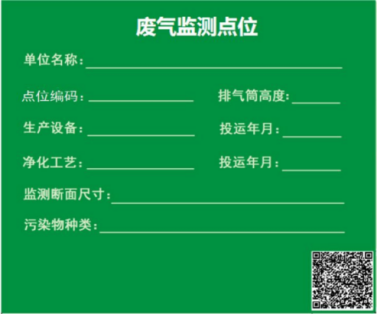 废气监测点位
单位名称:
点位编码: 排气筒高度:
生产设备: 投运年月:
净化工艺: 投运年月:
监测断面尺寸:
污染物种类: